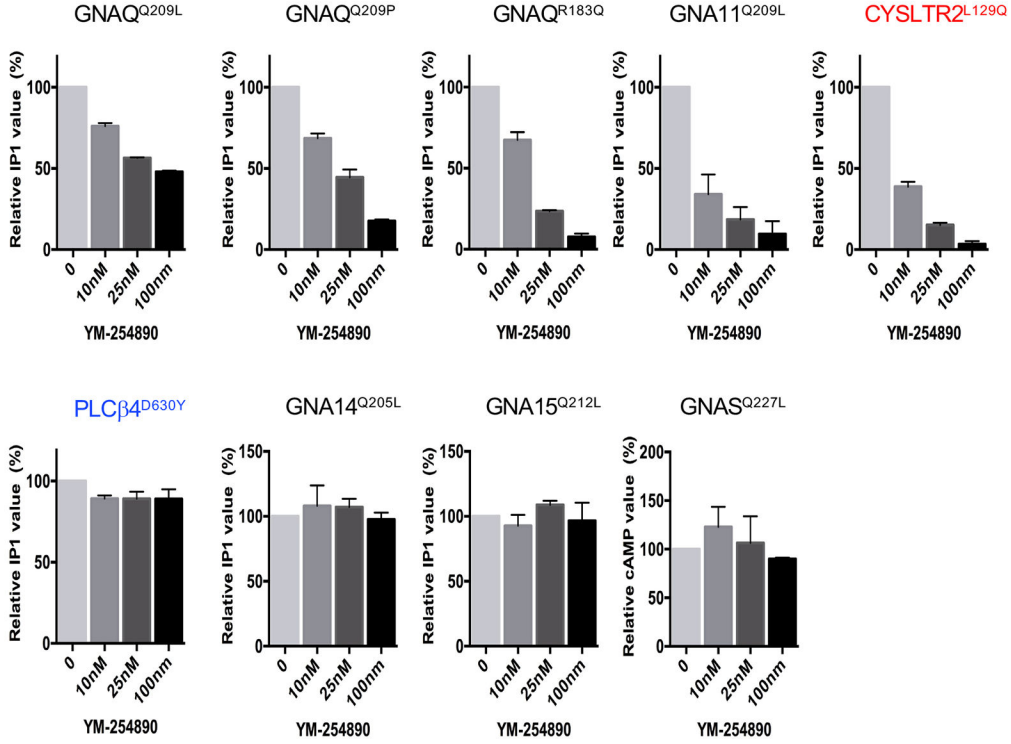 GNAQQ209L
GNAQQ209P
GNAQR183Q
GNA11Q209L
CYSLTR2L129Q
Relative IP1 value (%)
100
50
0
0
10nM
25nM
100nm
YM-254890
Relative IP1 value (%)
100
50
0
0
10nM
25nM
100nm
YM-254890
Relative IP1 value (%)
100
50
0
0
10nM
25nM
100nm
YM-254890
Relative IP1 value (%)
100
50
0
0
10nM
25nM
100nm
YM-254890
Relative IP1 value (%)
100
50
0
0
10nM
25nM
100nm
YM-254890
PLCβ4D630Y
GNA14Q205L
GNA15Q212L
GNASQ227L
Relative IP1 value (%)
100
50
0
0
10nM
25nM
100nm
YM-254890
Relative IP1 value (%)
150
100
50
0
0
10nM
25nM
100nm
YM-254890
Relative IP1 value (%)
150
100
50
0
0
10nM
25nM
100nm
YM-254890
Relative cAMP value (%)
200
150
100
50
0
0
10nM
25nM
100nm
YM-254890